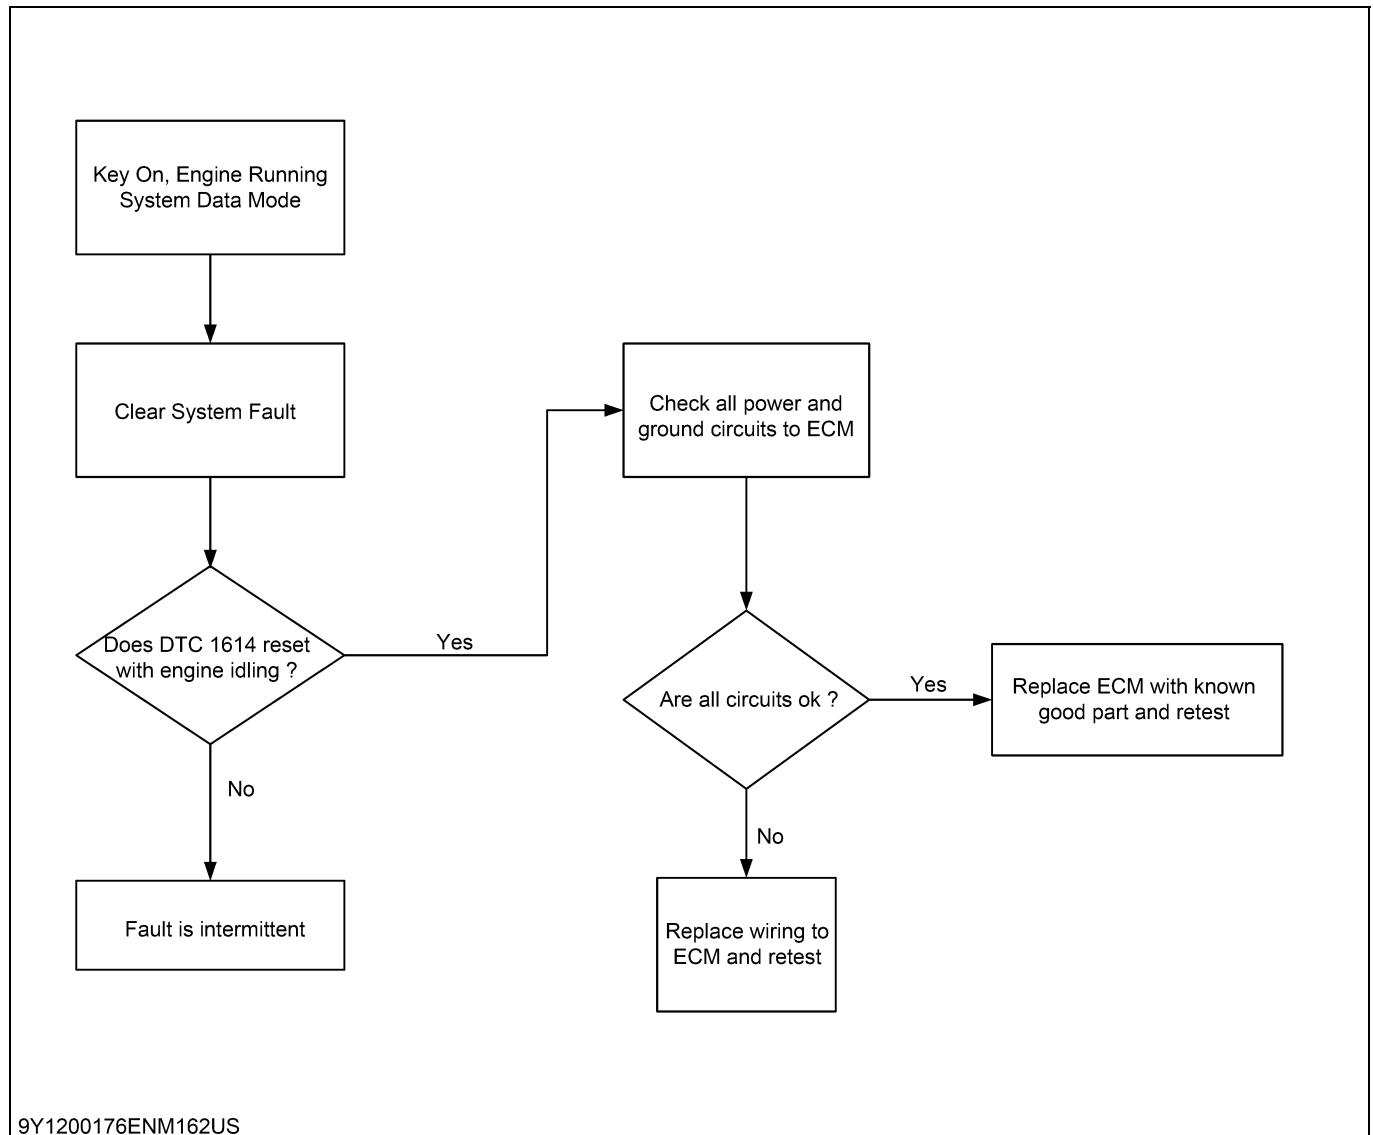 Key On, Engine Running
System Data Mode
Clear System Fault
Does DTC 1614 reset
with engine idling ?
Yes
No
Fault is intermittent
Check all power and
ground circuits to ECM
Are all circuits ok ?
Yes
Replace ECM with known
good part and retest
No
Replace wiring to
ECM and retest
9Y1200176ENM162US